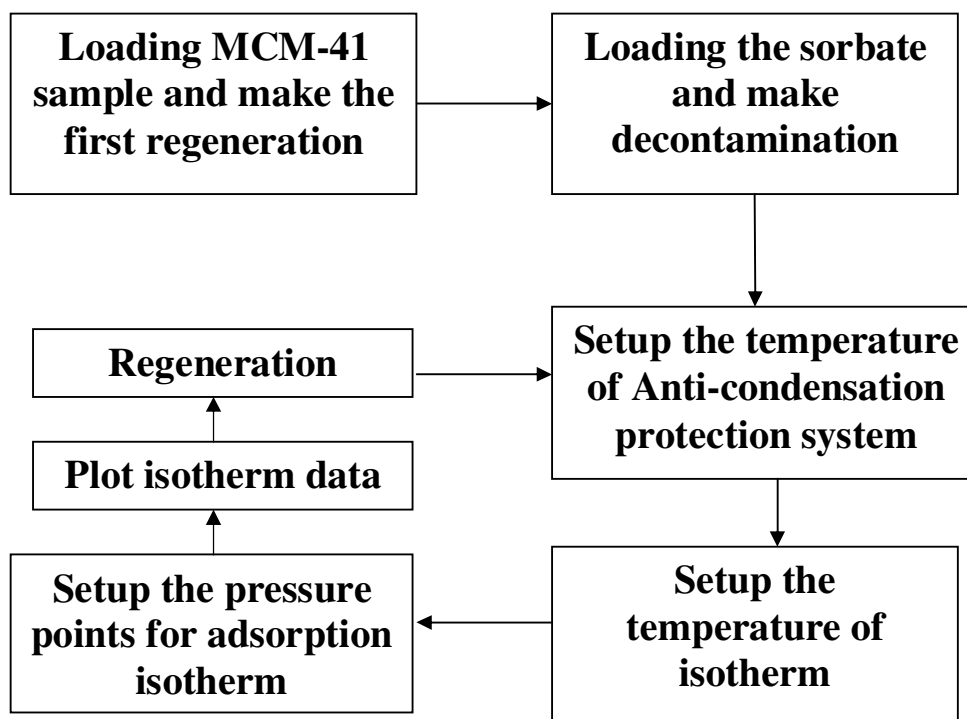 Loading MCM-41
sample and make the
first regeneration
Loading the sorbate
and make
decontamination
Setup the temperature
of Anti-condensation
protection system
Regeneration
Plot isotherm data
Setup the pressure
points for adsorption
isotherm
Setup the
temperature of
isotherm